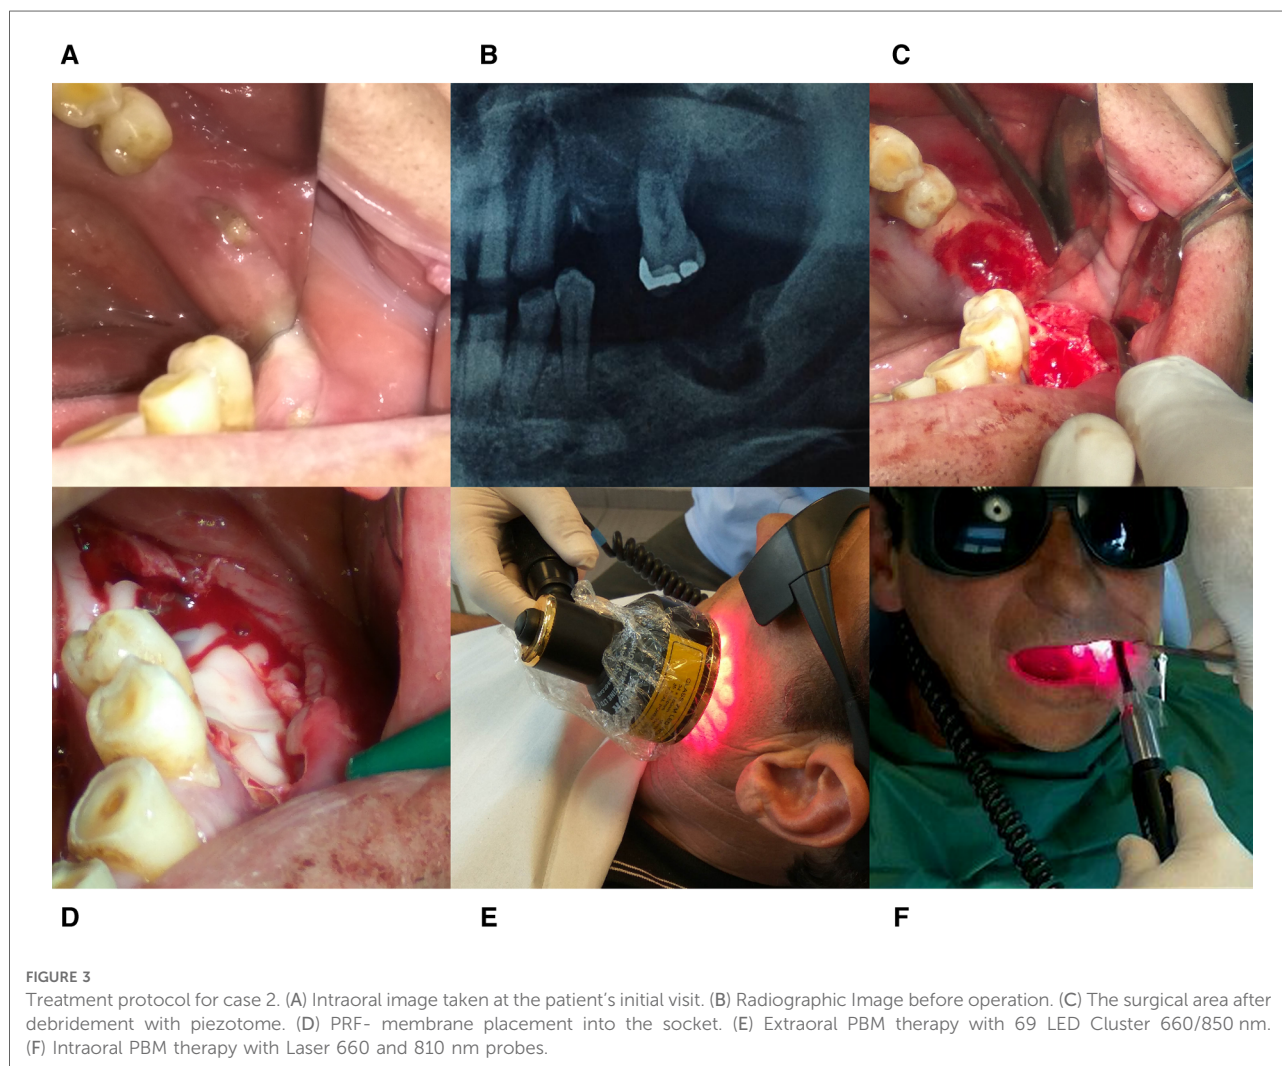 A
B
C
D
E
F
FIGURE 3
Treatment protocol for case 2. (A) Intraoral image taken at the patient's initial visit. (B) Radiographic Image before operation. (C) The surgical area after
debridement with piezotome. (D) PRF- membrane placement into the socket. (E) Extraoral PBM therapy with 69 LED Cluster 660/850 nm.
(F) Intraoral PBM therapy with Laser 660 and 810 nm probes.